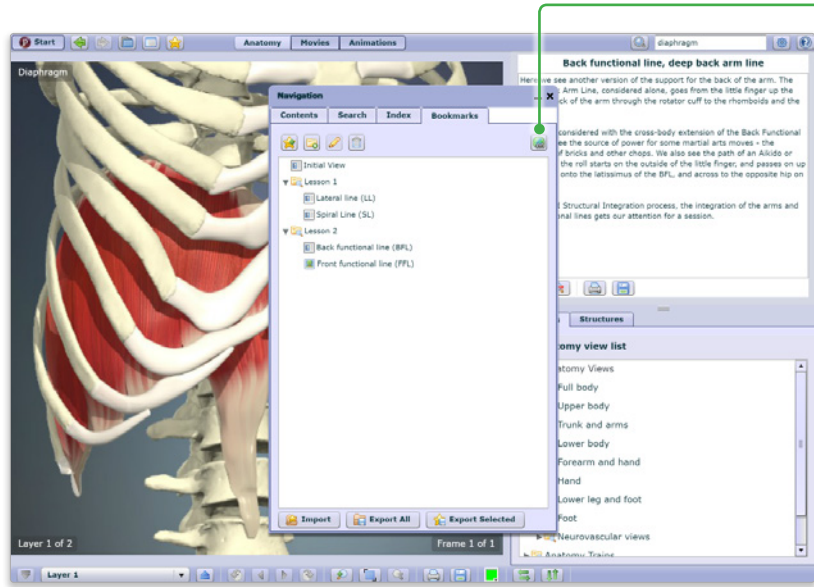 Start
Anatomy Movies Animations
diaphragm
Diaphragm
Back functional line, deep back arm line
we see another version of the support for the back of the arm. The
Arm Line, considered alone, goes from the little finger up the
of the arm through the rotator cuff to the rhomboids and the
considered with the cross-body extension of the Back Functional
see the source of power for some martial arts moves – the
of bricks and other chops. We also see the path of an Aikido or
the roll starts on the outside of the little finger, and passes on up
onto the latissimus of the BFL, and across to the opposite hip on
Structural Integration process, the integration of the arms and
lines gets our attention for a session.
Navigation
Contents Search Index Bookmarks
Initial View
Lesson 1
Lateral line (LL)
Spiral Line (SL)
Lesson 2
Back functional line (BFL)
Front functional line (FFL)
Import Export All Export Selected
Structures
view list
Views
Full body
Upper body
Trunk and arms
Lower body
Forearm and hand
Hand
Lower leg and foot
Foot
Neurovascular views
Anatomy Trains
Layer 1 of 2
Frame 1 of 1
Layer 1